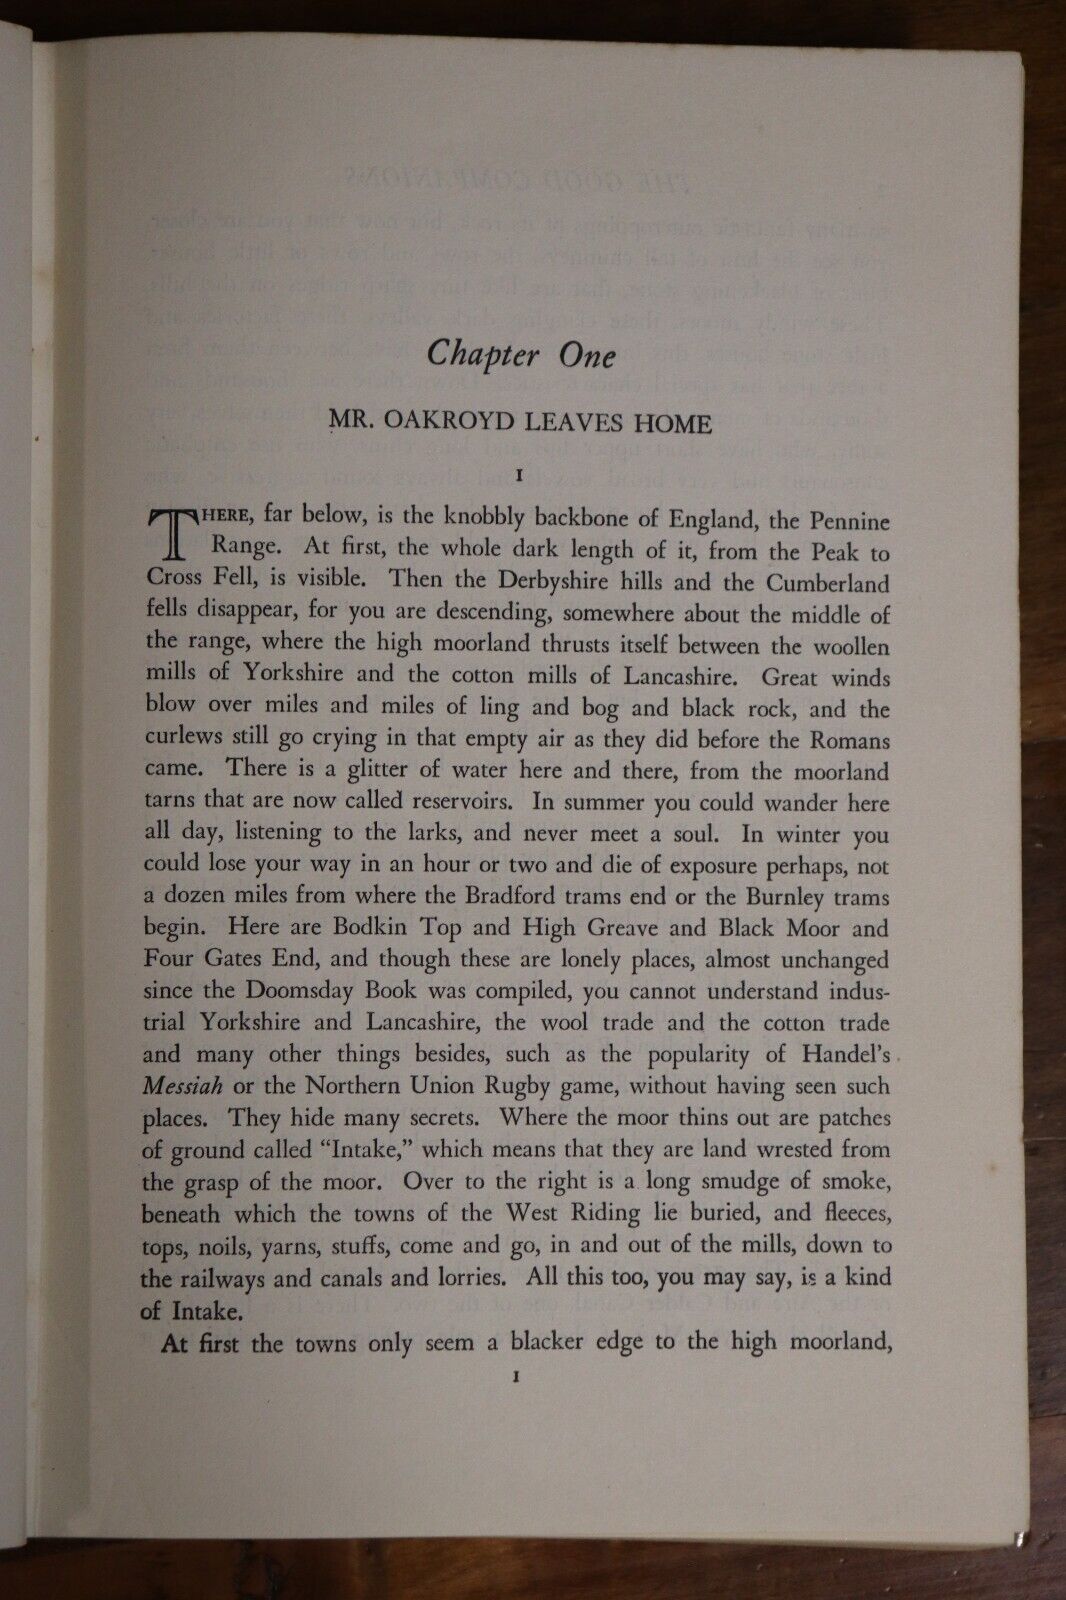 Chapter One
MR. OAKROYD LEAVES HOME
I
THERE, far below, is the knobbly backbone of England, the Pennine
Range. At first, the whole dark length of it, from the Peak to
Cross Fell, is visible. Then the Derbyshire hills and the Cumberland
fells disappear, for you are descending, somewhere about the middle of
the range, where the high moorland thrusts itself between the woollen
mills of Yorkshire and the cotton mills of Lancashire. Great winds
blow over miles and miles of ling and bog and black rock, and the
curlews still go crying in that empty air as they did before the Romans
came. There is a glitter of water here and there, from the moorland
tarns that are now called reservoirs. In summer you could wander here
all day, listening to the larks, and never meet a soul. In winter you
could lose your way in an hour or two and die of exposure perhaps, not
a dozen miles from where the Bradford trams end or the Burnley trams
begin. Here are Bodkin Top and High Greave and Black Moor and
Four Gates End, and though these are lonely places, almost unchanged
since the Doomsday Book was compiled, you cannot understand indus-
trial Yorkshire and Lancashire, the wool trade and the cotton trade
and many other things besides, such as the popularity of Handel's
Messiah or the Northern Union Rugby game, without having seen such
places. They hide many secrets. Where the moor thins out are patches
of ground called “Intake,” which means that they are land wrested from
the grasp of the moor. Over to the right is a long smudge of smoke,
beneath which the towns of the West Riding lie buried, and fleeces,
tops, noils, yarns, stuffs, come and go, in and out of the mills, down to
the railways and canals and lorries. All this too, you may say, is a kind
of Intake.
At first the towns only seem a blacker edge to the high moorland,
I